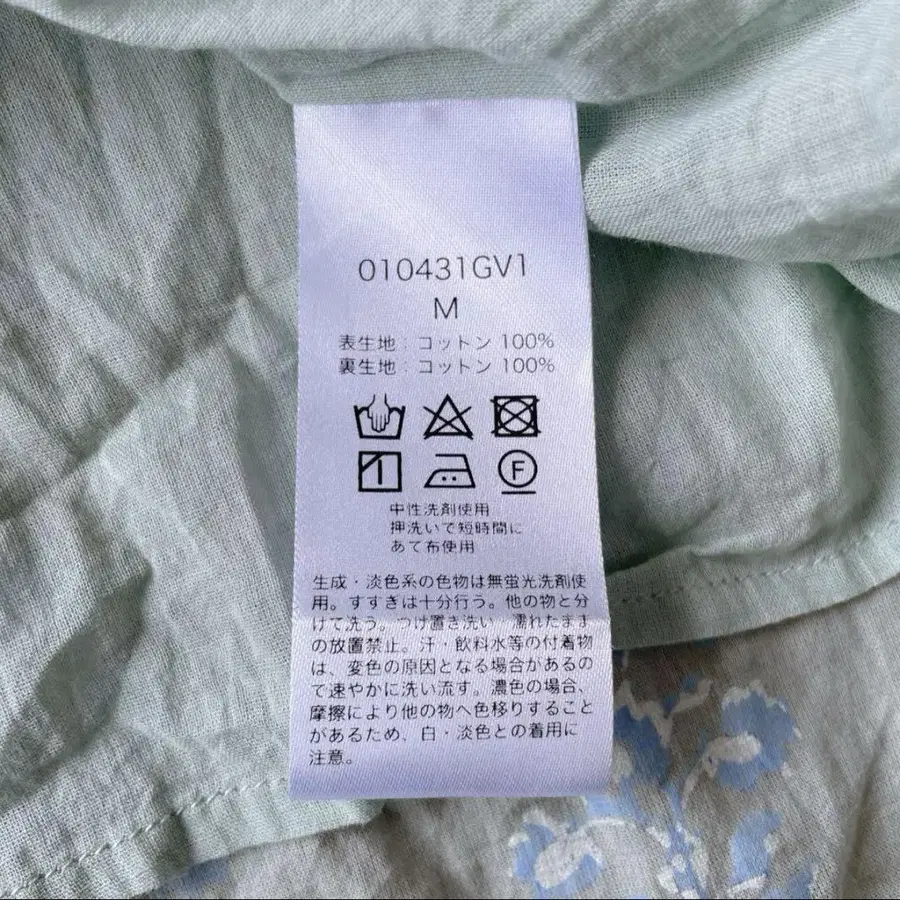 010431GV1
M
表生地：コットン 100%
裏生地：コットン 100%
F
中性洗剤使用
押洗いで短時間に
あて布使用
生成・淡色系の色物は無蛍光洗剤使
用。すすぎは十分行う。他の物と分
けて洗う。つけ置き洗い・濡れたまま
の放置禁止。汗・飲料水等の付着物
は、変色の原因となる場合があるの
で速やかに洗い流す。濃色の場合、
摩擦により他の物へ色移りすること
があるため、白・淡色との着用に
注意。